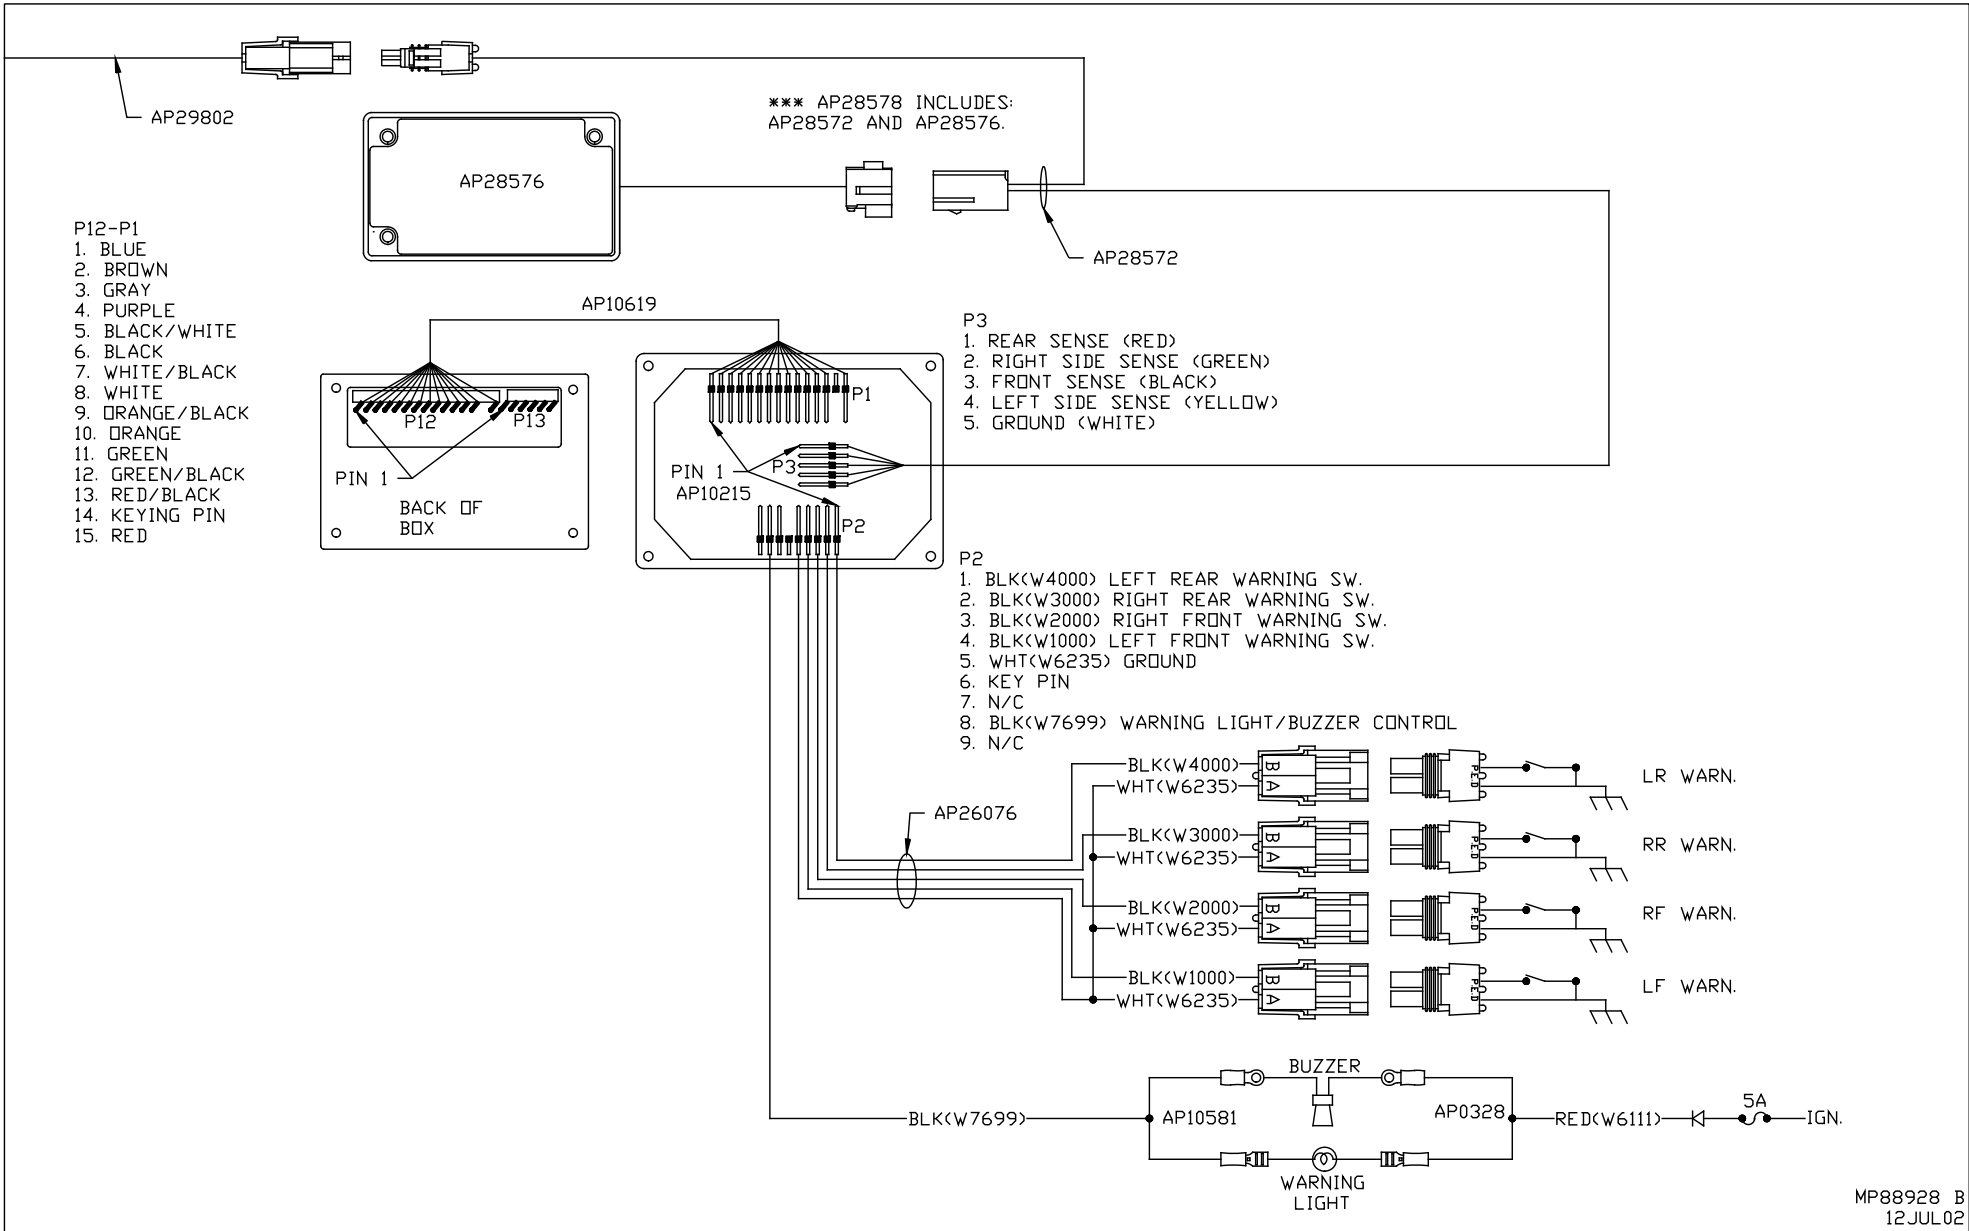 AP29802
*** AP28578 INCLUDES:
AP28572 AND AP28576.
AP28576
AP28572
P12-P1
1. BLUE
2. BROWN
3. GRAY
4. PURPLE
5. BLACK/WHITE
6. BLACK
7. WHITE/BLACK
8. WHITE
9. ORANGE/BLACK
10. ORANGE
11. GREEN
12. GREEN/BLACK
13. RED/BLACK
14. KEYING PIN
15. RED
AP10619
P12
P13
PIN 1
BACK OF
BOX
P1
PIN 1
P3
AP10215
P2
P3
1. REAR SENSE (RED)
2. RIGHT SIDE SENSE (GREEN)
3. FRONT SENSE (BLACK)
4. LEFT SIDE SENSE (YELLOW)
5. GROUND (WHITE)
P2
1. BLK(W4000) LEFT REAR WARNING SW.
2. BLK(W3000) RIGHT REAR WARNING SW.
3. BLK(W2000) RIGHT FRONT WARNING SW.
4. BLK(W1000) LEFT FRONT WARNING SW.
5. WHT(W6235) GROUND
6. KEY PIN
7. N/C
8. BLK(W7699) WARNING LIGHT/BUZZER CONTROL
9. N/C
AP26076
BLK(W4000)
WHT(W6235)
B
A
P.E.D
LR WARN.
BLK(W3000)
WHT(W6235)
B
A
P.E.D
RR WARN.
BLK(W2000)
WHT(W6235)
B
A
P.E.D
RF WARN.
BLK(W1000)
WHT(W6235)
B
A
P.E.D
LF WARN.
BUZZER
BLK(W7699)
AP10581
AP0328
RED(W6111)
5A
IGN.
WARNING
LIGHT
MP88928 B
12JUL02